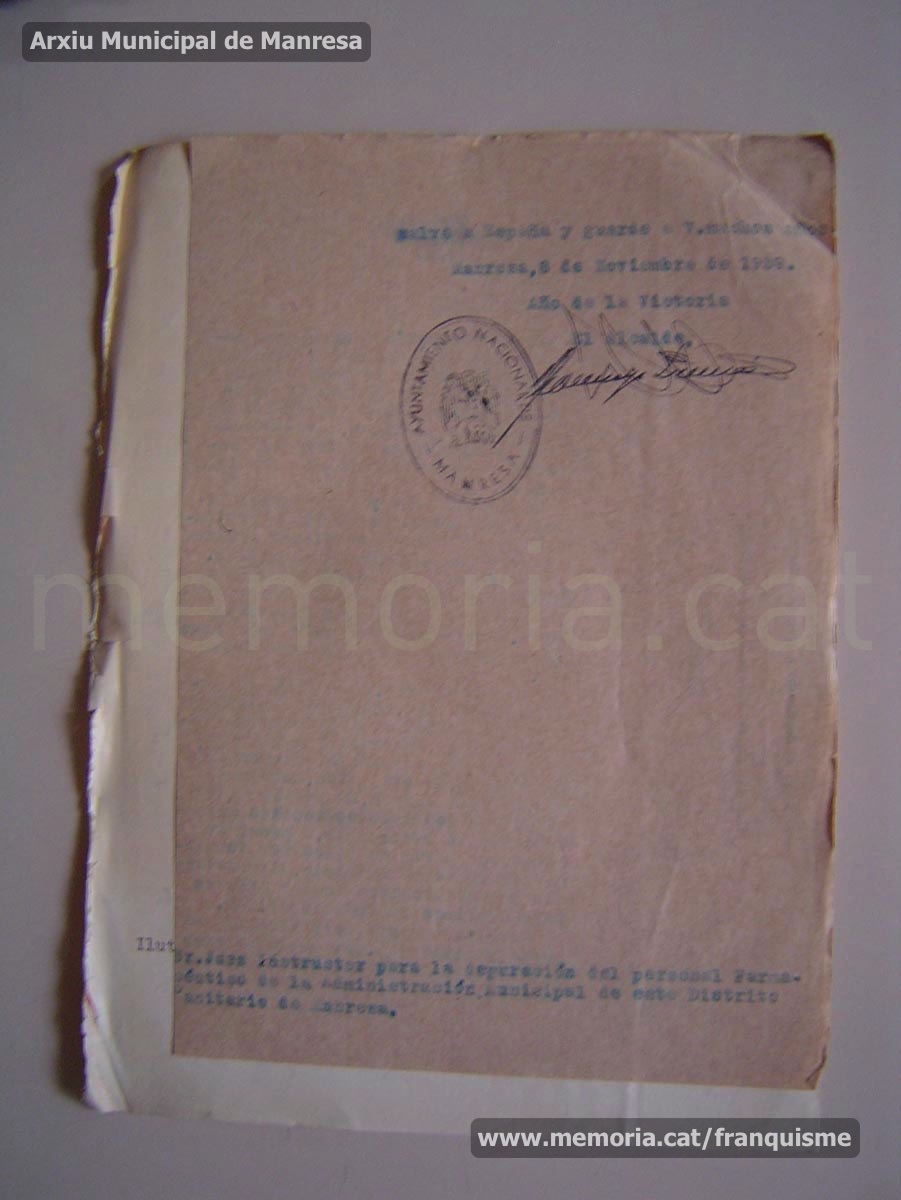 Arxiu Municipal de Manresa
salve a España y guarde a V. muchos años.
Manresa, 8 de Noviembre de 1939.
Año de la Victoria
El Alcalde,
AYUNTAMIENTO NACIONAL DE
- MANRESA -
memoria.cat
Ilut
Sr. Juez Instructor para la depuración del personal Farma-
céutico de la Administración Municipal de este Distrito
Sanitario de Manresa.
www.memoria.cat/franquisme